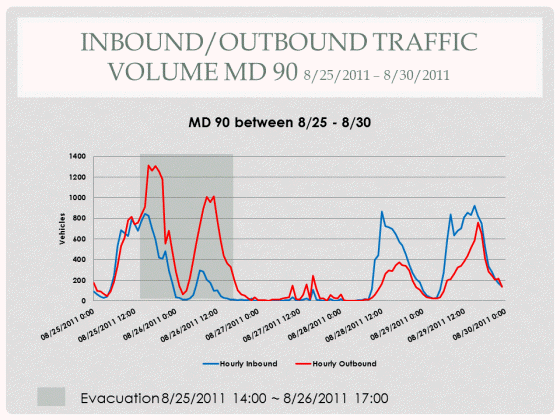 INBOUND/OUTBOUND TRAFFIC
VOLUME MD 90 8/25/2011 – 8/30/2011
MD 90 between 8/25 - 8/30
1400
1200
1000
800
600
400
200
0
Vehicles
08/25/2011 0:00
08/25/2011 12:00
08/26/2011 0:00
08/26/2011 12:00
08/27/2011 0:00
08/27/2011 12:00
08/28/2011 0:00
08/28/2011 12:00
08/29/2011 0:00
08/29/2011 12:00
08/30/2011 0:00
Hourly Inbound
Hourly Outbound
Evacuation 8/25/2011 14:00 ~ 8/26/2011 17:00